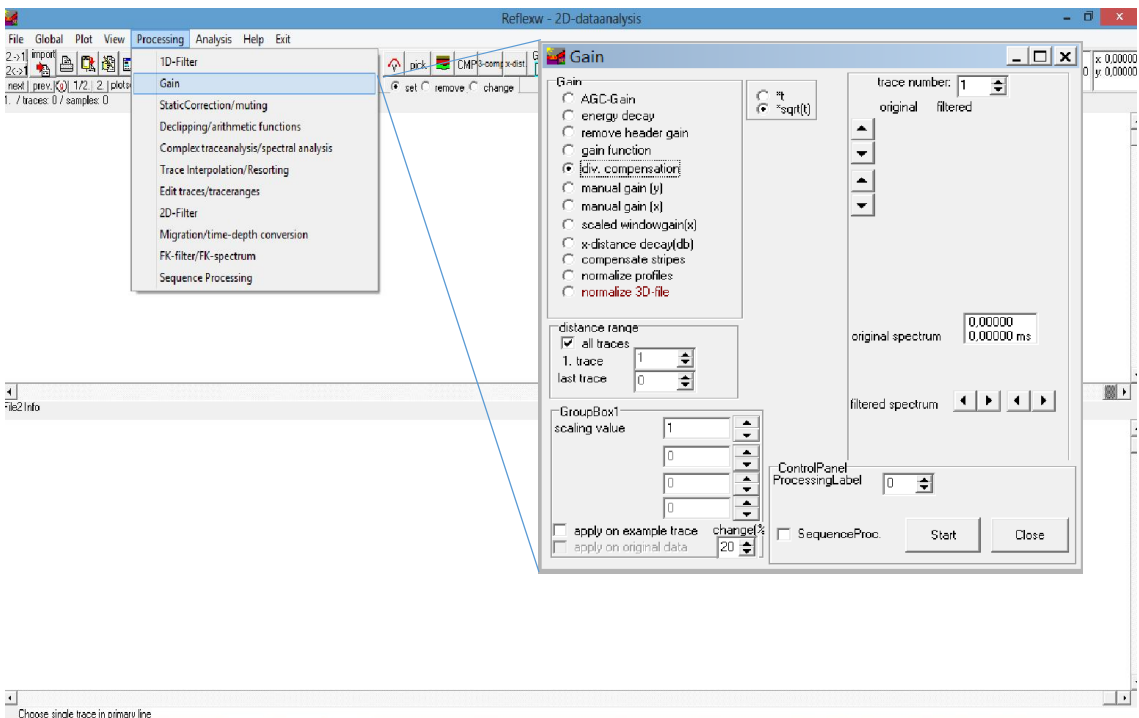 Reflexw - 2D-dataanalysis
File Global Plot View Processing Analysis Help Exit
2->1 import
2<->1
pick CMP 3-comp x-dist.
x: 0,00000
y: 0,00000
next prev. 1/2. 2. plot
set remove change
1. / traces: 0 / samples: 0
1D-Filter
Gain
StaticCorrection/muting
Declipping/arithmetic functions
Complex traceanalysis/spectral analysis
Trace Interpolation/Resorting
Edit traces/traceranges
2D-Filter
Migration/time-depth conversion
FK-filter/FK-spectrum
Sequence Processing
File2 Info
Choose single trace in primary line
Gain
Gain
AGC-Gain
energy decay
remove header gain
gain function
div. compensation
manual gain (y)
manual gain (x)
scaled windowgain(x)
x-distance decay(db)
compensate stripes
normalize profiles
normalize 3D-file
*t
*sqrt(t)
trace number: 1
original filtered
distance range
all traces
1. trace 1
last trace 0
original spectrum
0,00000
0,00000 ms
filtered spectrum
GroupBox1
scaling value 1
0
0
0
apply on example trace change(%
apply on original data 20
ControlPanel
ProcessingLabel 0
SequenceProc. Start Close